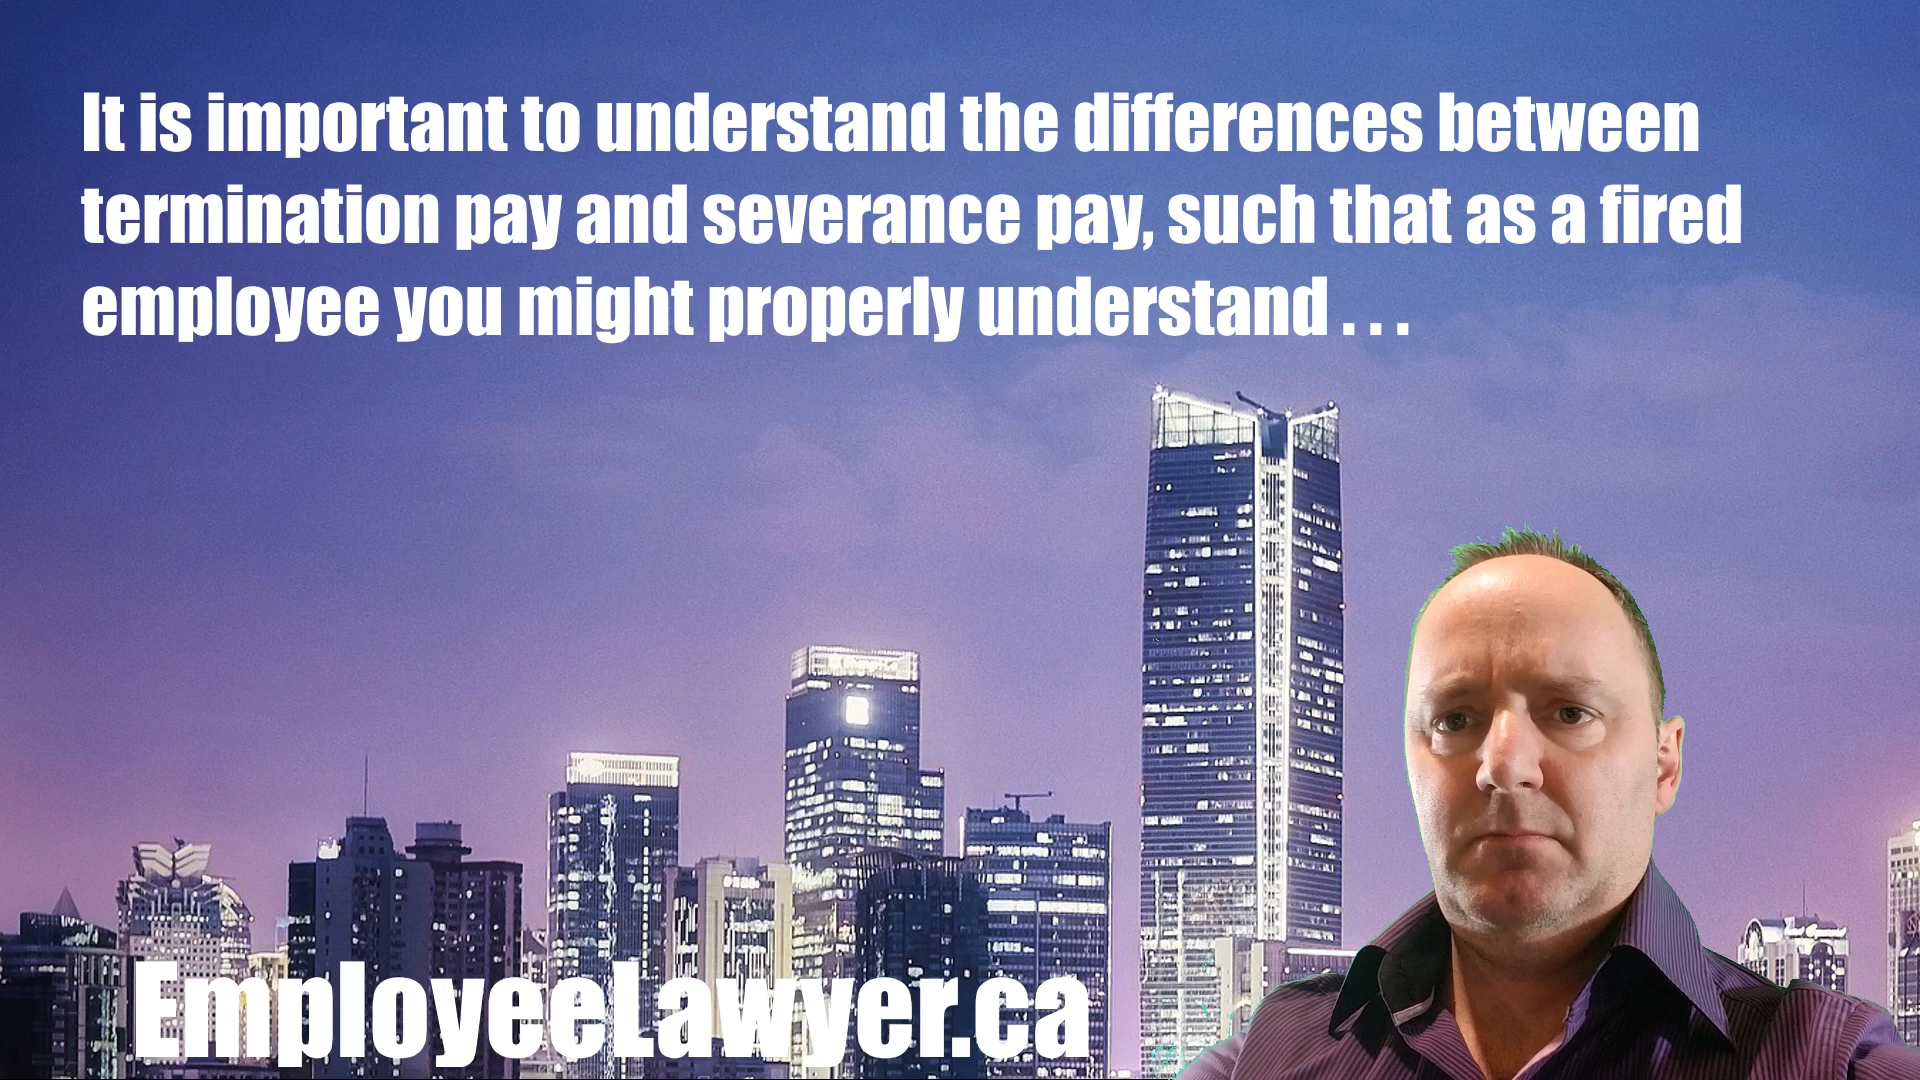 It is important to understand the differences between
termination pay and severance pay, such that as a fired
employee you might properly understand . . .
EmployeeLawyer.ca